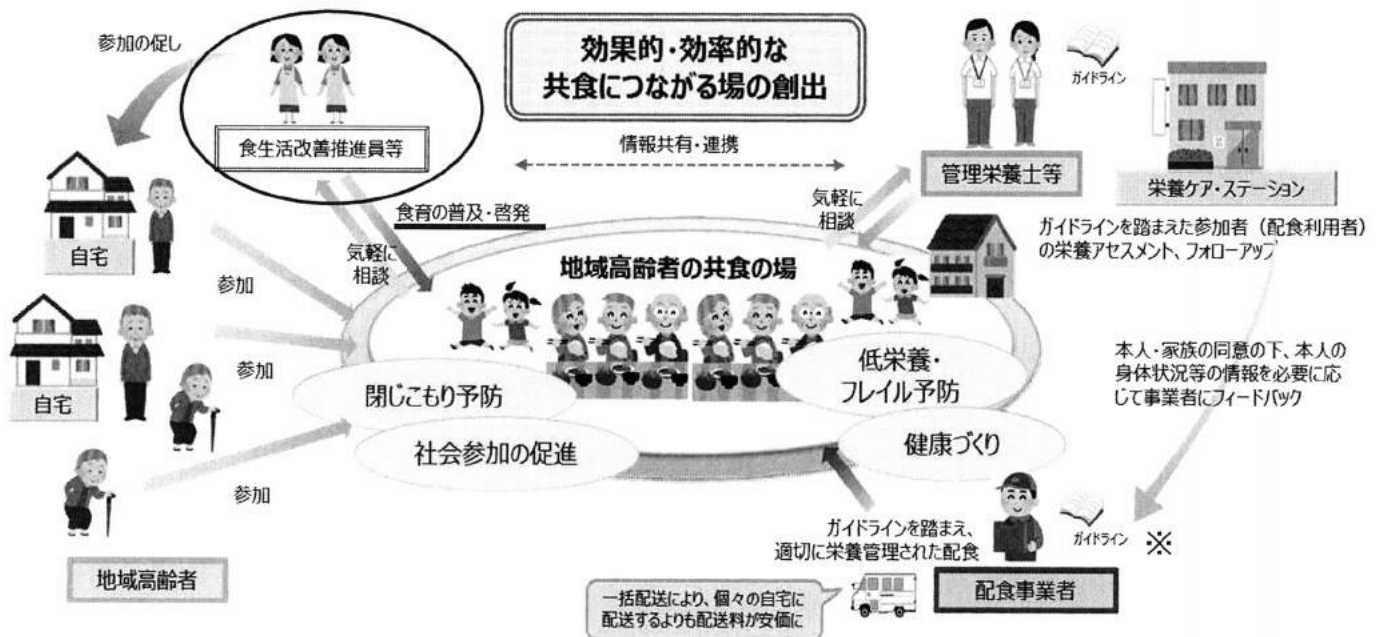 効果的・効率的な
共食につながる場の創出
参加の促し
食生活改善推進員等
情報共有・連携
ガイドライン
管理栄養士等
栄養ケア・ステーション
ガイドラインを踏まえた参加者（配食利用者）
の栄養アセスメント、フォローアップ
食育の普及・啓発
気軽に
相談
気軽に
相談
自宅
参加
地域高齢者の共食の場
自宅
参加
参加
閉じこもり予防
社会参加の促進
低栄養・
フレイル予防
健康づくり
本人・家族の同意の下、本人の
身体状況等の情報を必要に応
じて事業者にフィードバック
ガイドラインを踏まえ、
適切に栄養管理された配食
ガイドライン
※
地域高齢者
一括配送により、個々の自宅に
配送するよりも配送料が安価に
配食事業者